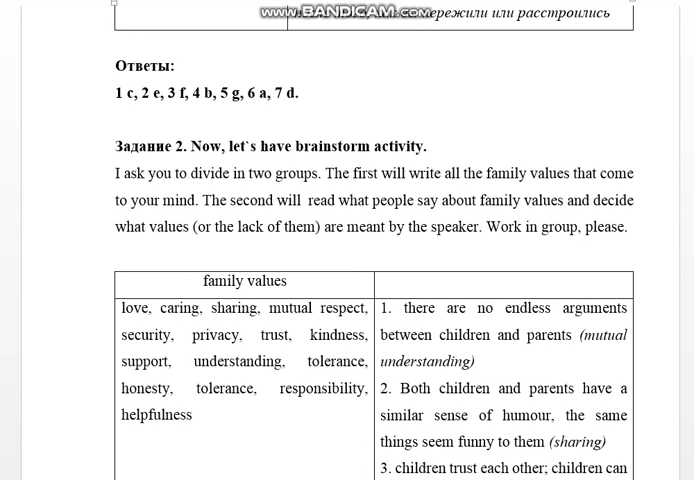 www.BANDICAM.com
ережили или расстроились
Ответы:
1 c, 2 e, 3 f, 4 b, 5 g, 6 a, 7 d.
Задание 2. Now, let`s have brainstorm activity.
I ask you to divide in two groups. The first will write all the family values that come
to your mind. The second will read what people say about family values and decide
what values (or the lack of them) are meant by the speaker. Work in group, please.
family values
love, caring, sharing, mutual respect,
security, privacy, trust, kindness,
support, understanding, tolerance,
honesty, tolerance, responsibility,
helpfulness
1. there are no endless arguments
between children and parents (mutual
understanding)
2. Both children and parents have a
similar sense of humour, the same
things seem funny to them (sharing)
3. children trust each other; children can